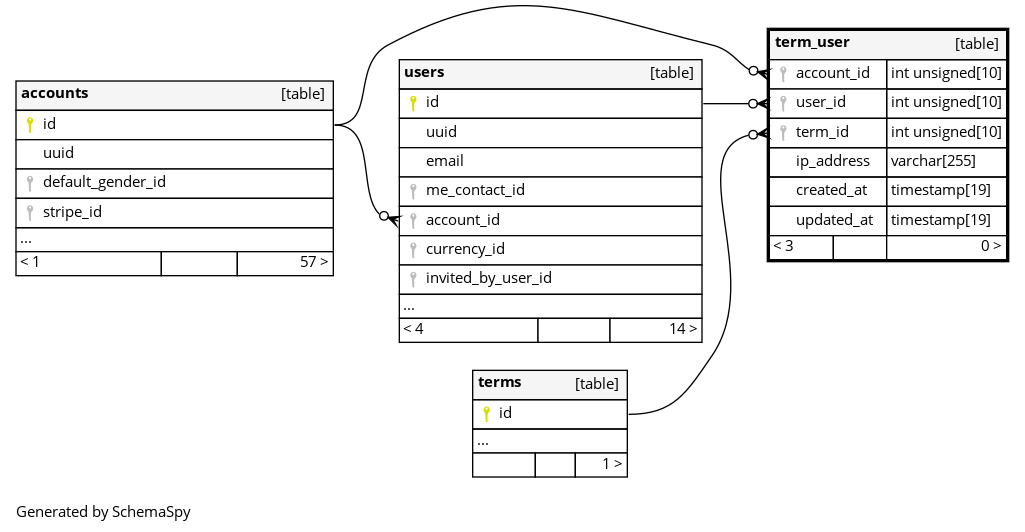 accounts [table]
id
uuid
default_gender_id
stripe_id
...
< 1 57 >
users [table]
id
uuid
email
me_contact_id
account_id
currency_id
invited_by_user_id
...
< 4 14 >
terms [table]
id
...
1 >
term_user [table]
account_id int unsigned[10]
user_id int unsigned[10]
term_id int unsigned[10]
ip_address varchar[255]
created_at timestamp[19]
updated_at timestamp[19]
< 3 0 >
Generated by SchemaSpy